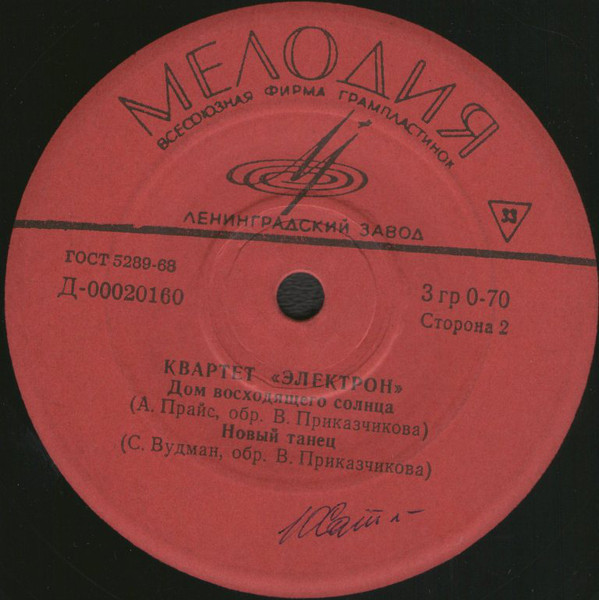 МЕЛОДИЯ
ВСЕСОЮЗНАЯ ФИРМА ГРАМПЛАСТИНОК
ЛЕНИНГРАДСКИЙ ЗАВОД
33
ГОСТ 5289-68
Д-00020160
3 гр 0-70
Сторона 2
КВАРТЕТ «ЭЛЕКТРОН»
Дом восходящего солнца
(А. Прайс, обр. В. Приказчикова)
Новый танец
(С. Вудман, обр. В. Приказчикова)